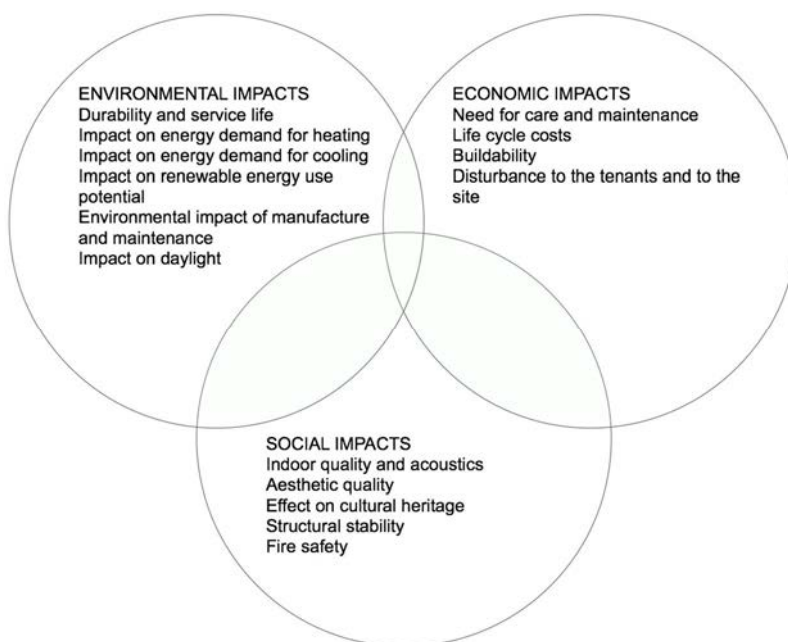 ENVIRONMENTAL IMPACTS
Durability and service life
Impact on energy demand for heating
Impact on energy demand for cooling
Impact on renewable energy use
potential
Environmental impact of manufacture
and maintenance
Impact on daylight
ECONOMIC IMPACTS
Need for care and maintenance
Life cycle costs
Buildability
Disturbance to the tenants and to the
site
SOCIAL IMPACTS
Indoor quality and acoustics
Aesthetic quality
Effect on cultural heritage
Structural stability
Fire safety